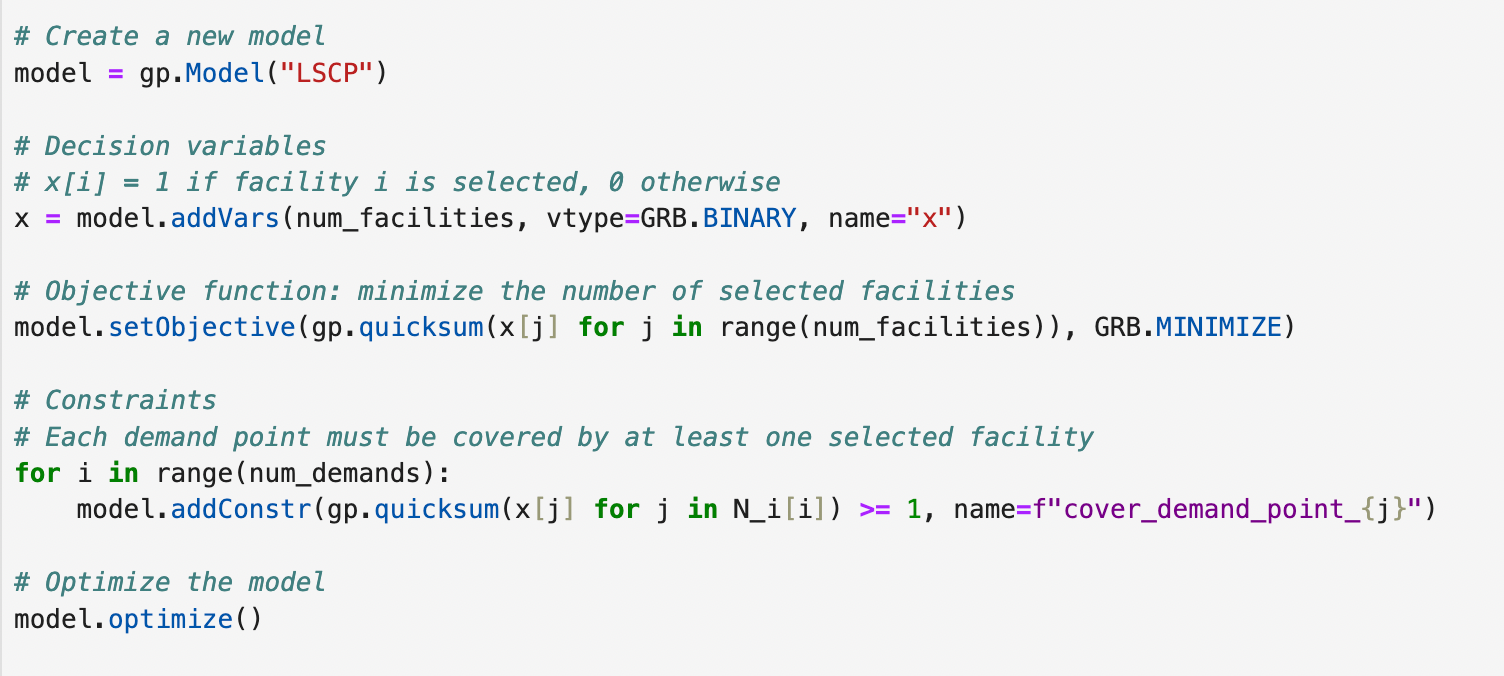 # Create a new model
model = gp.Model("LSCP")
# Decision variables
# x[i] = 1 if facility i is selected, 0 otherwise
x = model.addVars(num_facilities, vtype=GRB.BINARY, name="x")
# Objective function: minimize the number of selected facilities
model.setObjective(gp.quicksum(x[j] for j in range(num_facilities)), GRB.MINIMIZE)
# Constraints
# Each demand point must be covered by at least one selected facility
for i in range(num_demands):
    model.addConstr(gp.quicksum(x[j] for j in N_i[i]) >= 1, name=f"cover_demand_point_{j}")
# Optimize the model
model.optimize()